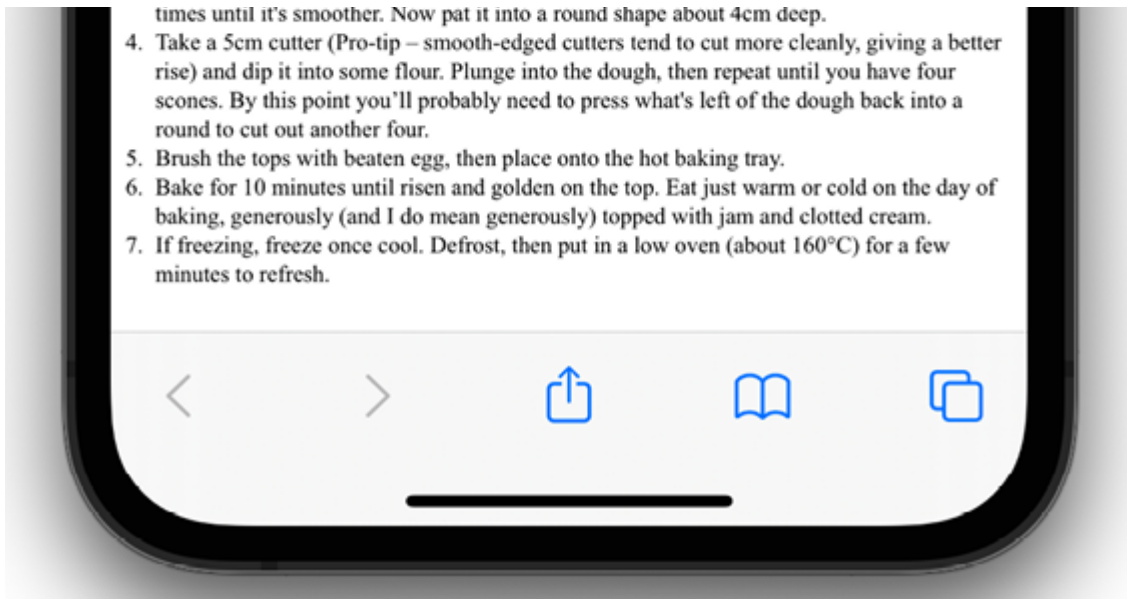 times until it's smoother. Now pat it into a round shape about 4cm deep.
4. Take a 5cm cutter (Pro-tip – smooth-edged cutters tend to cut more cleanly, giving a better
rise) and dip it into some flour. Plunge into the dough, then repeat until you have four
scones. By this point you’ll probably need to press what's left of the dough back into a
round to cut out another four.
5. Brush the tops with beaten egg, then place onto the hot baking tray.
6. Bake for 10 minutes until risen and golden on the top. Eat just warm or cold on the day of
baking, generously (and I do mean generously) topped with jam and clotted cream.
7. If freezing, freeze once cool. Defrost, then put in a low oven (about 160°C) for a few
minutes to refresh.